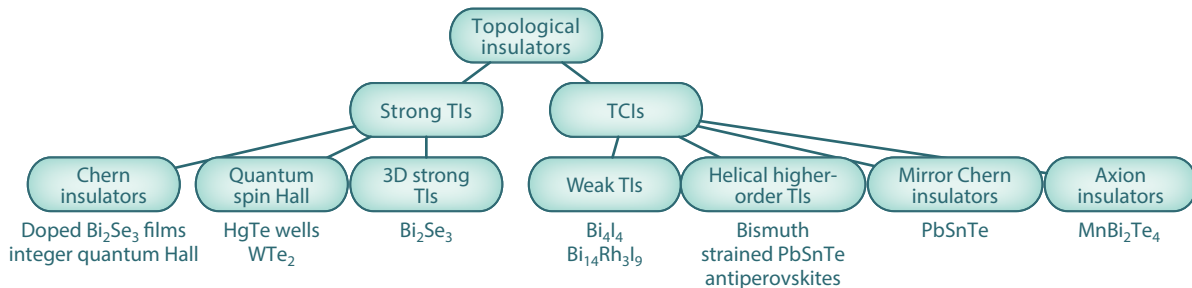 Topological
insulators
Strong TIs
TCIs
Chern
insulators
Quantum
spin Hall
3D strong
TIs
Weak TIs
Helical higher-
order TIs
Mirror Chern
insulators
Axion
insulators
Doped Bi₂Se₃ films
integer quantum Hall
HgTe wells
WTe₂
Bi₂Se₃
Bi₄I₄
Bi₁₄Rh₃I₉
Bismuth
strained PbSnTe
antiperovskites
PbSnTe
MnBi₂Te₄